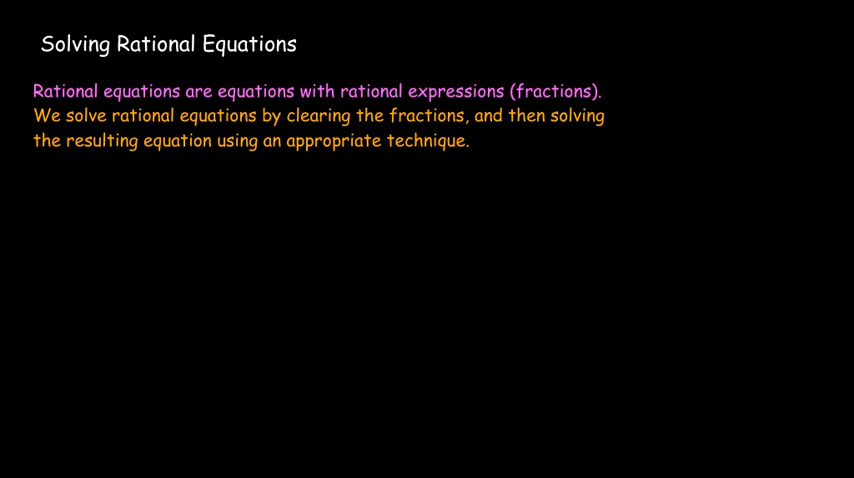 Solving Rational Equations
Rational equations are equations with rational expressions (fractions).
We solve rational equations by clearing the fractions, and then solving
the resulting equation using an appropriate technique.